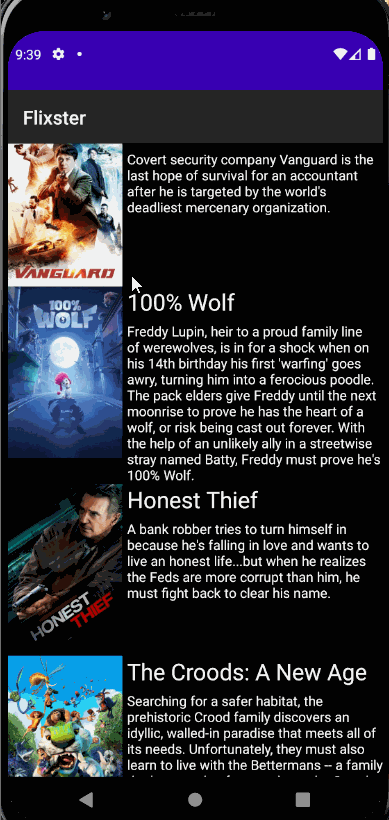 9:39
Flixster
Covert security company Vanguard is the
last hope of survival for an accountant
after he is targeted by the world's
deadliest mercenary organization.
VANGUARD
100% Wolf
100%
WOLF
Freddy Lupin, heir to a proud family line
of werewolves, is in for a shock when on
his 14th birthday his first 'warfing' goes
awry, turning him into a ferocious poodle.
The pack elders give Freddy until the next
moonrise to prove he has the heart of a
wolf, or risk being cast out forever. With
the help of an unlikely ally in a streetwise
stray named Batty, Freddy must prove he's
100% Wolf.
Honest Thief
A bank robber tries to turn himself in
because he's falling in love and wants to
live an honest life...but when he realizes
the Feds are more corrupt than him, he
must fight back to clear his name.
HONEST
THIEF
The Croods: A New Age
Searching for a safer habitat, the
prehistoric Crood family discovers an
idyllic, walled-in paradise that meets all of
its needs. Unfortunately, they must also
learn to live with the Bettermans -- a family